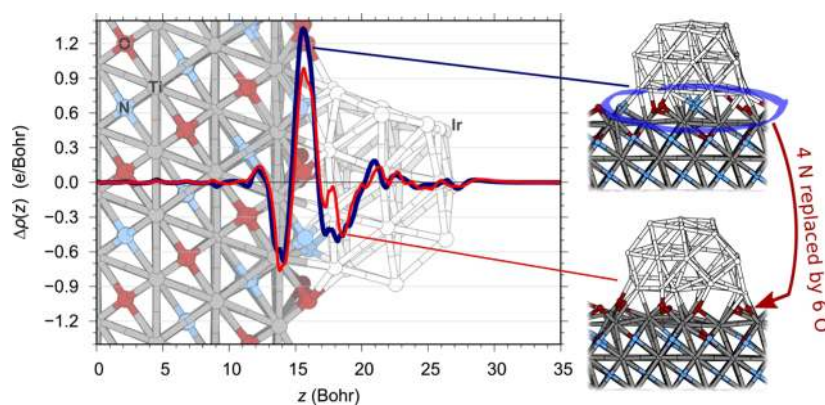 1.2
0.9
0.6
0.3
0.0
−0.3
−0.6
−0.9
−1.2
Δρ(z) (e/Bohr)
O
Ti
N
Ir
0 5 10 15 20 25 30 35
z (Bohr)
4 N replaced by 6 O